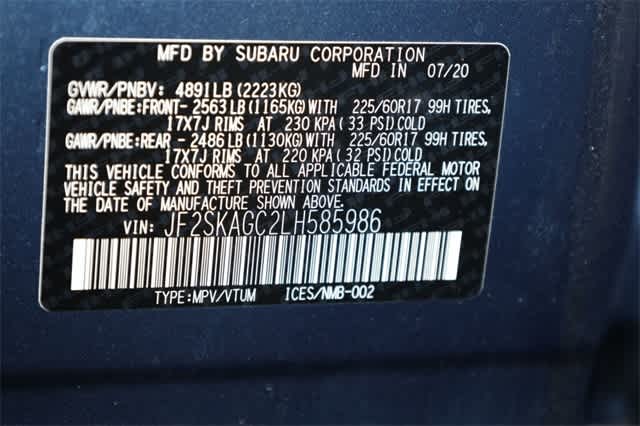 MFD BY SUBARU CORPORATION
MFD IN 07/20
GVWR/PNBV: 4891LB (2223KG)
GAWR/PNBE:FRONT- 2563 LB (1165KG) WITH 225/60R17 99H TIRES,
17X7J RIMS AT 230 KPA (33 PSI) COLD
GAWR/PNBE:REAR - 2486 LB (1130KG) WITH 225/60R17 99H TIRES,
17X7J RIMS AT 220 KPA (32 PSI) COLD
THIS VEHICLE CONFORMS TO ALL APPLICABLE FEDERAL MOTOR
VEHICLE SAFETY AND THEFT PREVENTION STANDARDS IN EFFECT ON
THE DATE OF MANUFACTURE SHOWN ABOVE.
VIN: JF2SKAGC2LH585986
TYPE:MPV/VTUM ICES/NMB-002